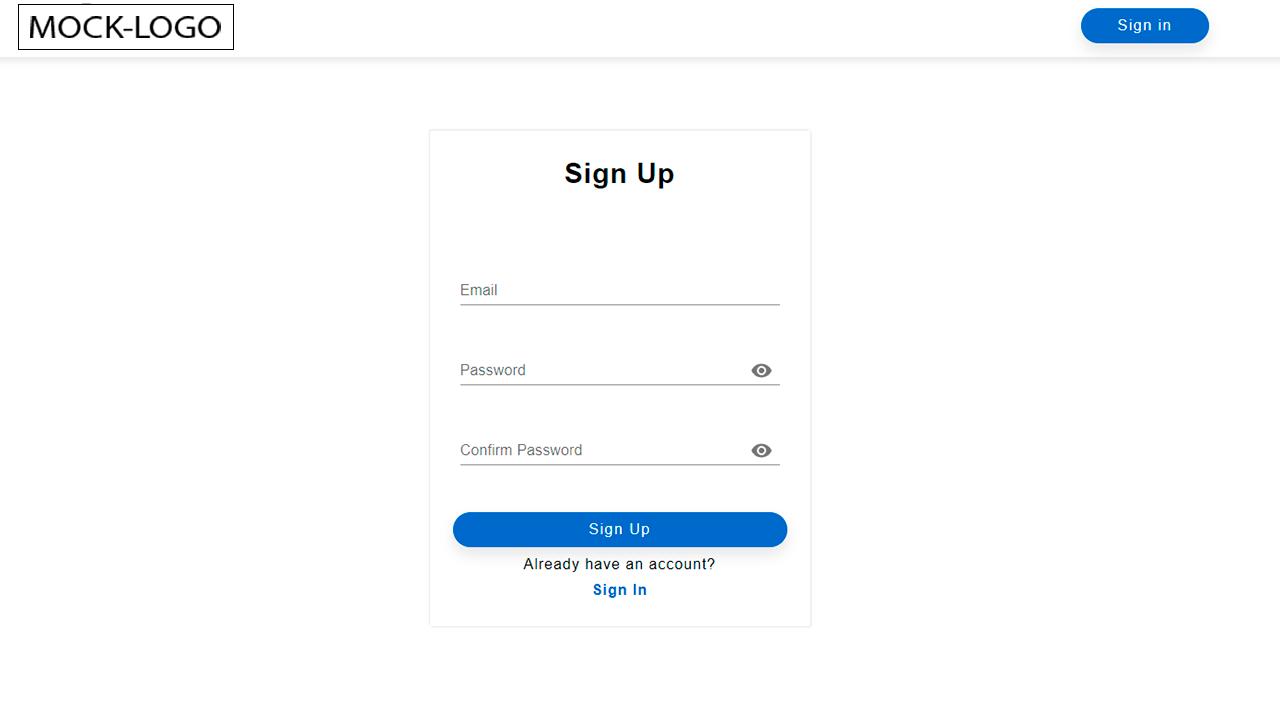 MOCK-LOGO
Sign in
Sign Up
Email
Password
Confirm Password
Sign Up
Already have an account?
Sign In